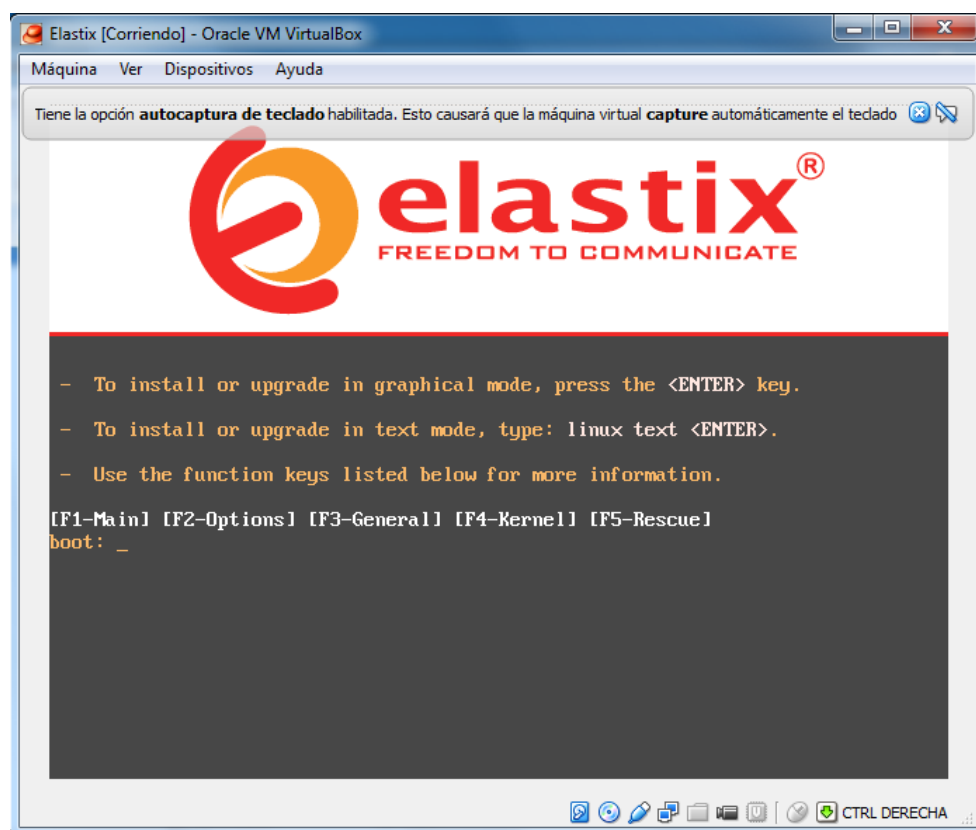 Elastix [Corriendo] - Oracle VM VirtualBox
Máquina Ver Dispositivos Ayuda
Tiene la opción autocaptura de teclado habilitada. Esto causará que la máquina virtual capture automáticamente el teclado
elastix®
FREEDOM TO COMMUNICATE
- To install or upgrade in graphical mode, press the <ENTER> key.
- To install or upgrade in text mode, type: linux text <ENTER>.
- Use the function keys listed below for more information.
[F1-Main] [F2-Options] [F3-General] [F4-Kernel] [F5-Rescue]
boot: _
CTRL DERECHA